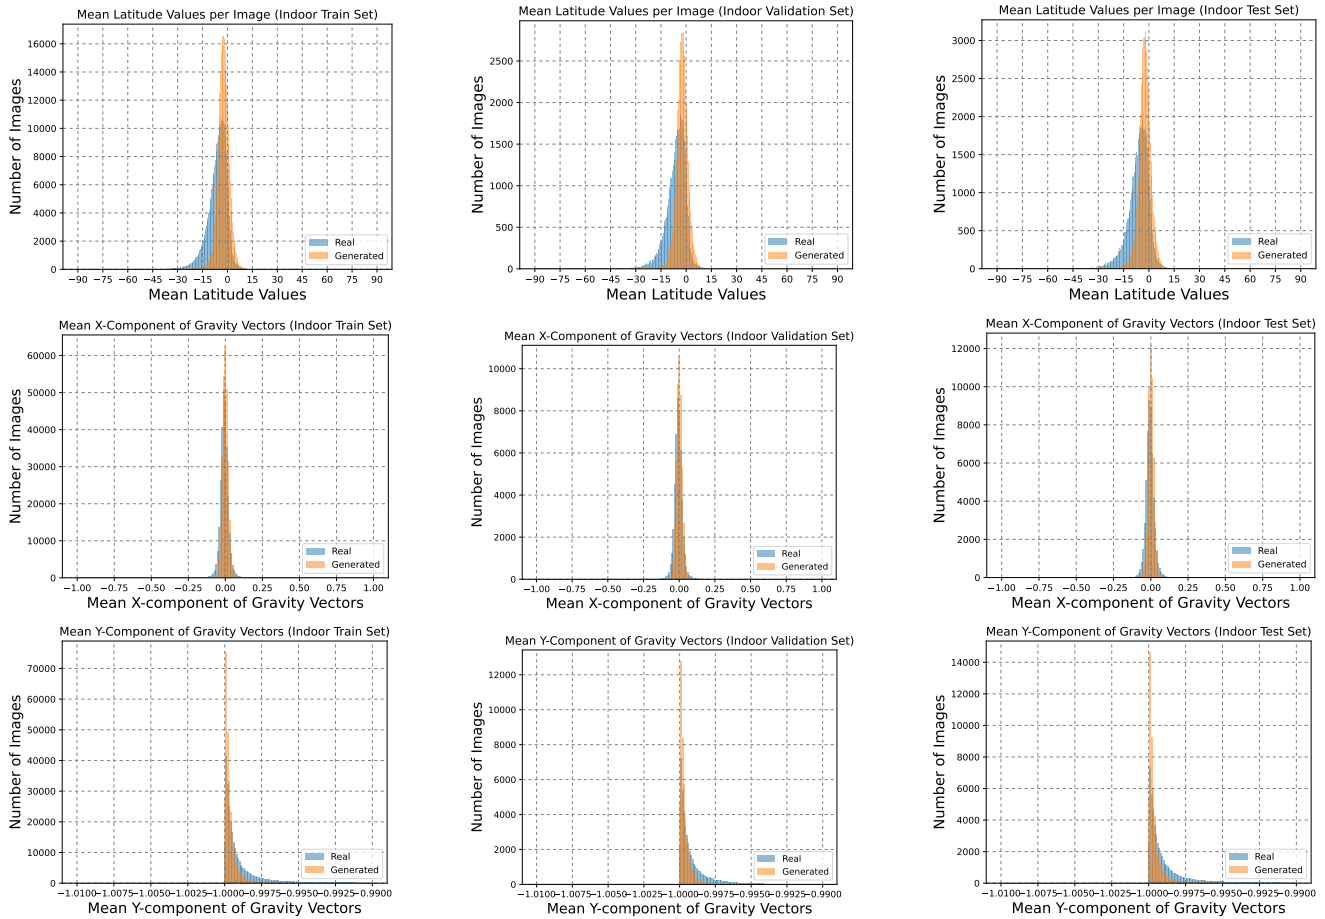 Mean Latitude Values per Image (Indoor Train Set)
Number of Images
16000
14000
12000
10000
8000
6000
4000
2000
0
Real
Generated
−90 −75 −60 −45 −30 −15 0 15 30 45 60 75 90
Mean Latitude Values
Mean Latitude Values per Image (Indoor Validation Set)
Number of Images
2500
2000
1500
1000
500
0
Real
Generated
−90 −75 −60 −45 −30 −15 0 15 30 45 60 75 90
Mean Latitude Values
Mean Latitude Values per Image (Indoor Test Set)
Number of Images
3000
2500
2000
1500
1000
500
0
Real
Generated
−90 −75 −60 −45 −30 −15 0 15 30 45 60 75 90
Mean Latitude Values
Mean X-Component of Gravity Vectors (Indoor Train Set)
Number of Images
60000
50000
40000
30000
20000
10000
0
Real
Generated
−1.00 −0.75 −0.50 −0.25 0.00 0.25 0.50 0.75 1.00
Mean X-component of Gravity Vectors
Mean X-Component of Gravity Vectors (Indoor Validation Set)
Number of Images
10000
8000
6000
4000
2000
0
Real
Generated
−1.00 −0.75 −0.50 −0.25 0.00 0.25 0.50 0.75 1.00
Mean X-component of Gravity Vectors
Mean X-Component of Gravity Vectors (Indoor Test Set)
Number of Images
12000
10000
8000
6000
4000
2000
0
Real
Generated
−1.00 −0.75 −0.50 −0.25 0.00 0.25 0.50 0.75 1.00
Mean X-component of Gravity Vectors
Mean Y-Component of Gravity Vectors (Indoor Train Set)
Number of Images
70000
60000
50000
40000
30000
20000
10000
0
Real
Generated
−1.0100 −1.0075 −1.0050 −1.0025 −1.0000 −0.9975 −0.9950 −0.9925 −0.9900
Mean Y-component of Gravity Vectors
Mean Y-Component of Gravity Vectors (Indoor Validation Set)
Number of Images
12000
10000
8000
6000
4000
2000
0
Real
Generated
−1.0100 −1.0075 −1.0050 −1.0025 −1.0000 −0.9975 −0.9950 −0.9925 −0.9900
Mean Y-component of Gravity Vectors
Mean Y-Component of Gravity Vectors (Indoor Test Set)
Number of Images
14000
12000
10000
8000
6000
4000
2000
0
Real
Generated
−1.0100 −1.0075 −1.0050 −1.0025 −1.0000 −0.9975 −0.9950 −0.9925 −0.9900
Mean Y-component of Gravity Vectors